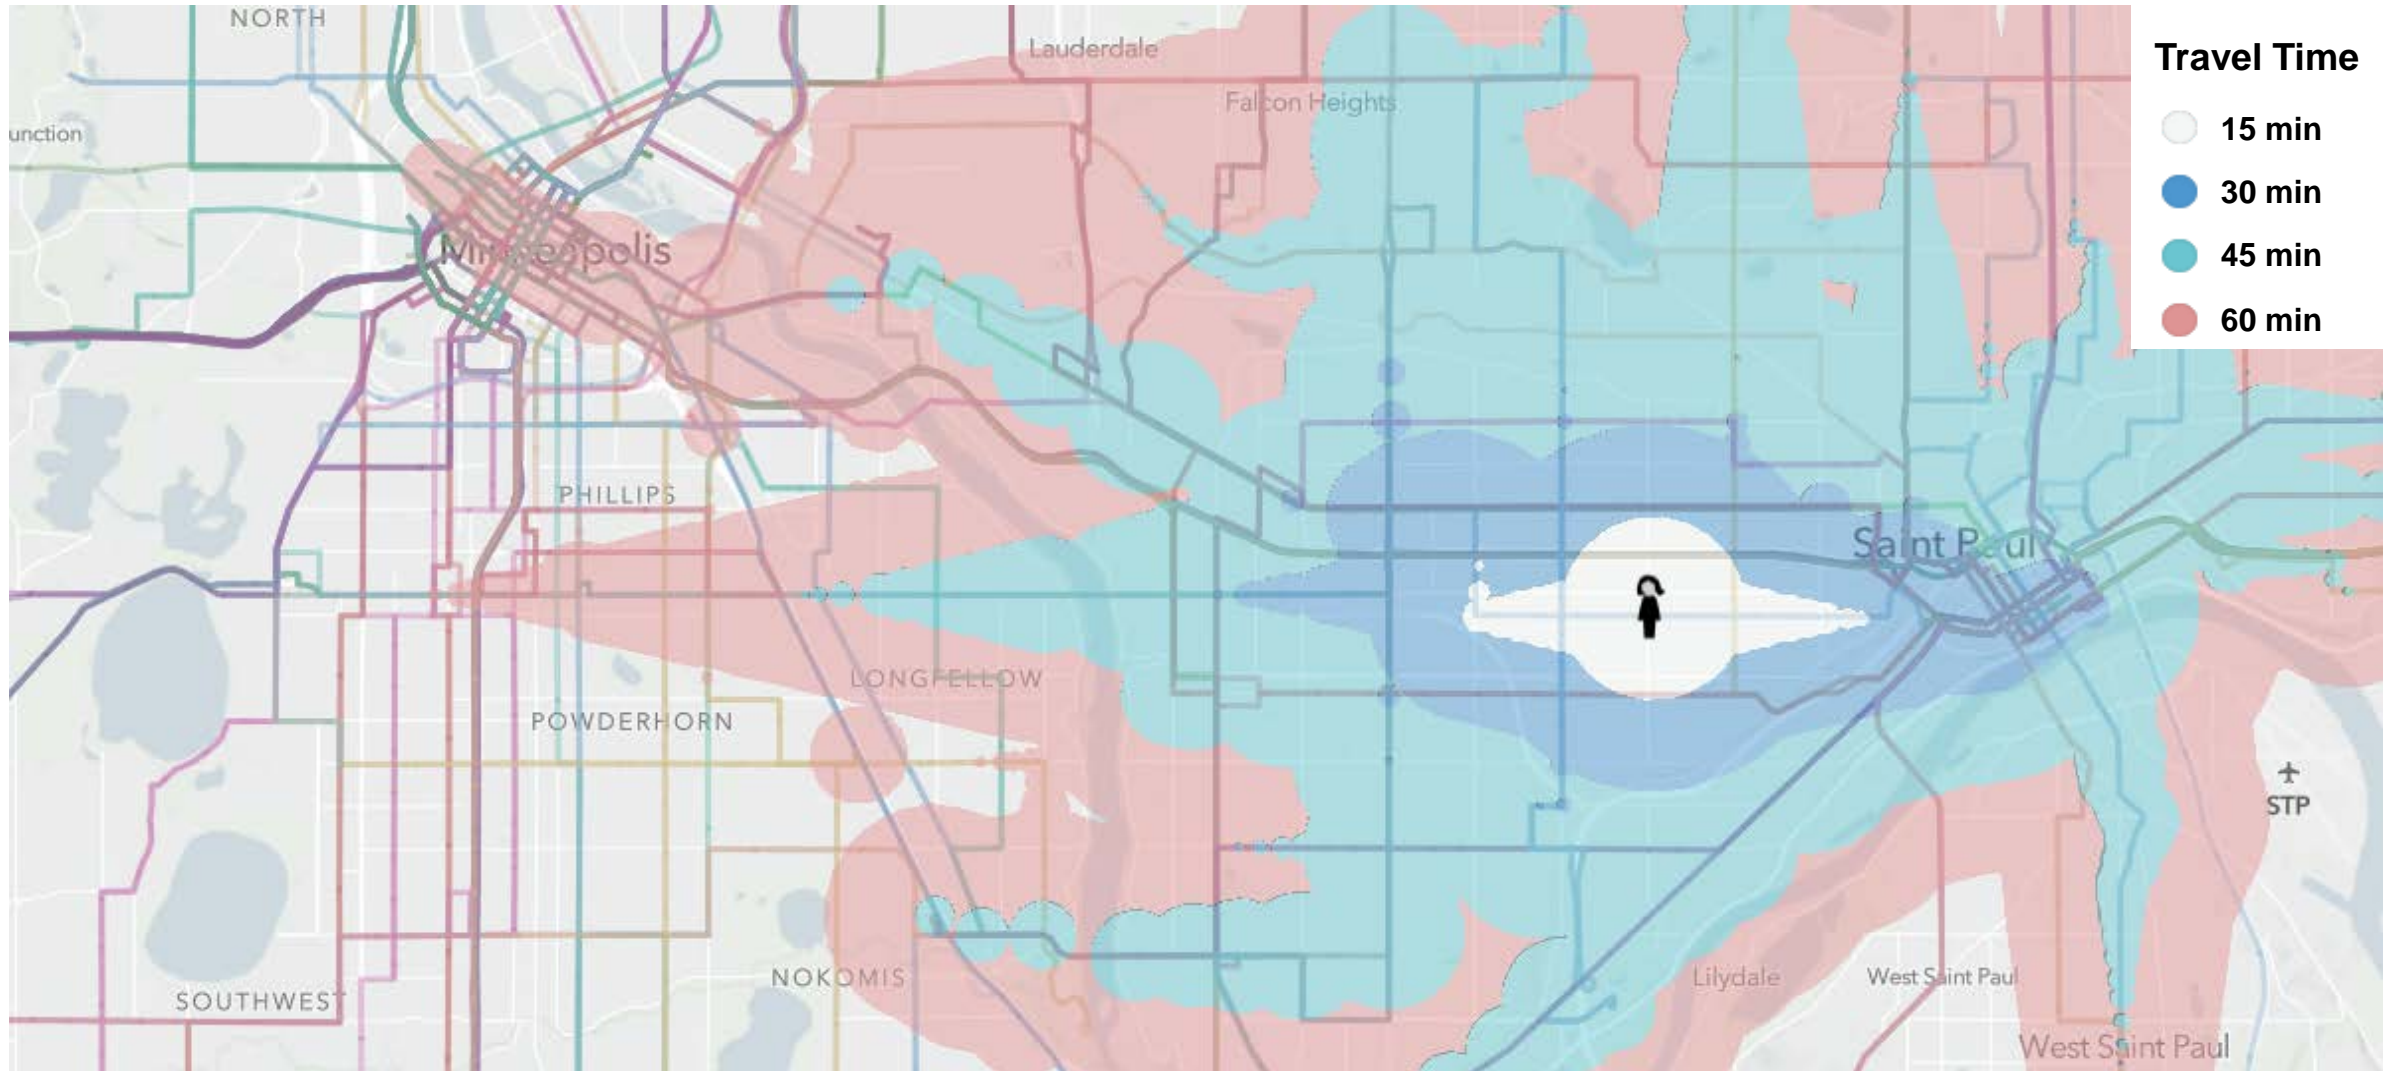 NORTH
Lauderdale
Travel Time
Falcon Heights
15 min
unction
30 min
Minneapolis
45 min
60 min
PHILLIPS
Saint Paul
LONGFELLOW
POWDERHORN
STP
NOKOMIS
Lilydale
West Saint Paul
SOUTHWEST
West Saint Paul